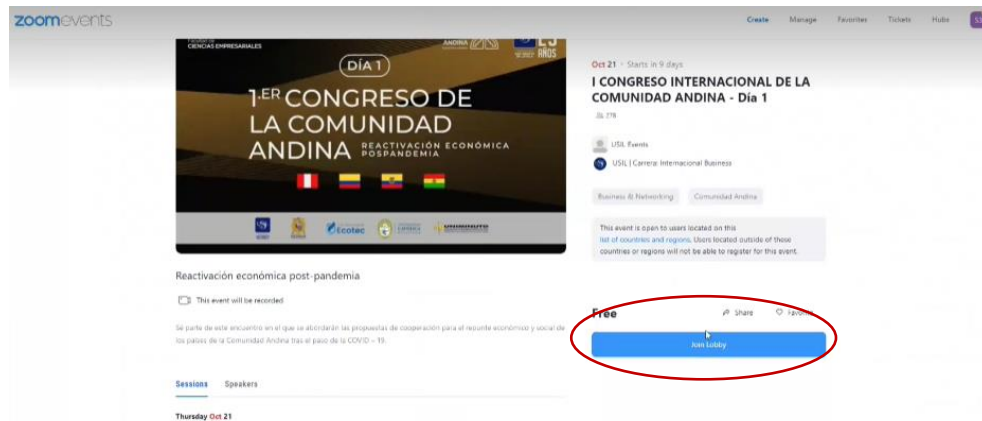 zoomevents
Create Manage Favorites Tickets Hubs
CIENCIAS EMPRESARIALES
ANDINA
AÑOS
DÍA 1
1.ER CONGRESO DE
LA COMUNIDAD
ANDINA REACTIVACIÓN ECONÓMICA
POSPANDEMIA
Ecotec
Oct 21 · Starts in 9 days
I CONGRESO INTERNACIONAL DE LA
COMUNIDAD ANDINA - Día 1
278
USIL Events
USIL | Carrera: Internacional Business
Business & Networking Comunidad Andina
This event is open to users located on this
list of countries and regions. Users located outside of those
countries or regions will not be able to register for this event.
Free Share Favorite
Join Lobby
Reactivación económica post-pandemia
This event will be recorded
Sé parte de este encuentro en el que se abordarán las propuestas de cooperación para el repunte económico y social de
los países de la Comunidad Andina tras el paso de la COVID – 19.
Sessions Speakers
Thursday Oct 21